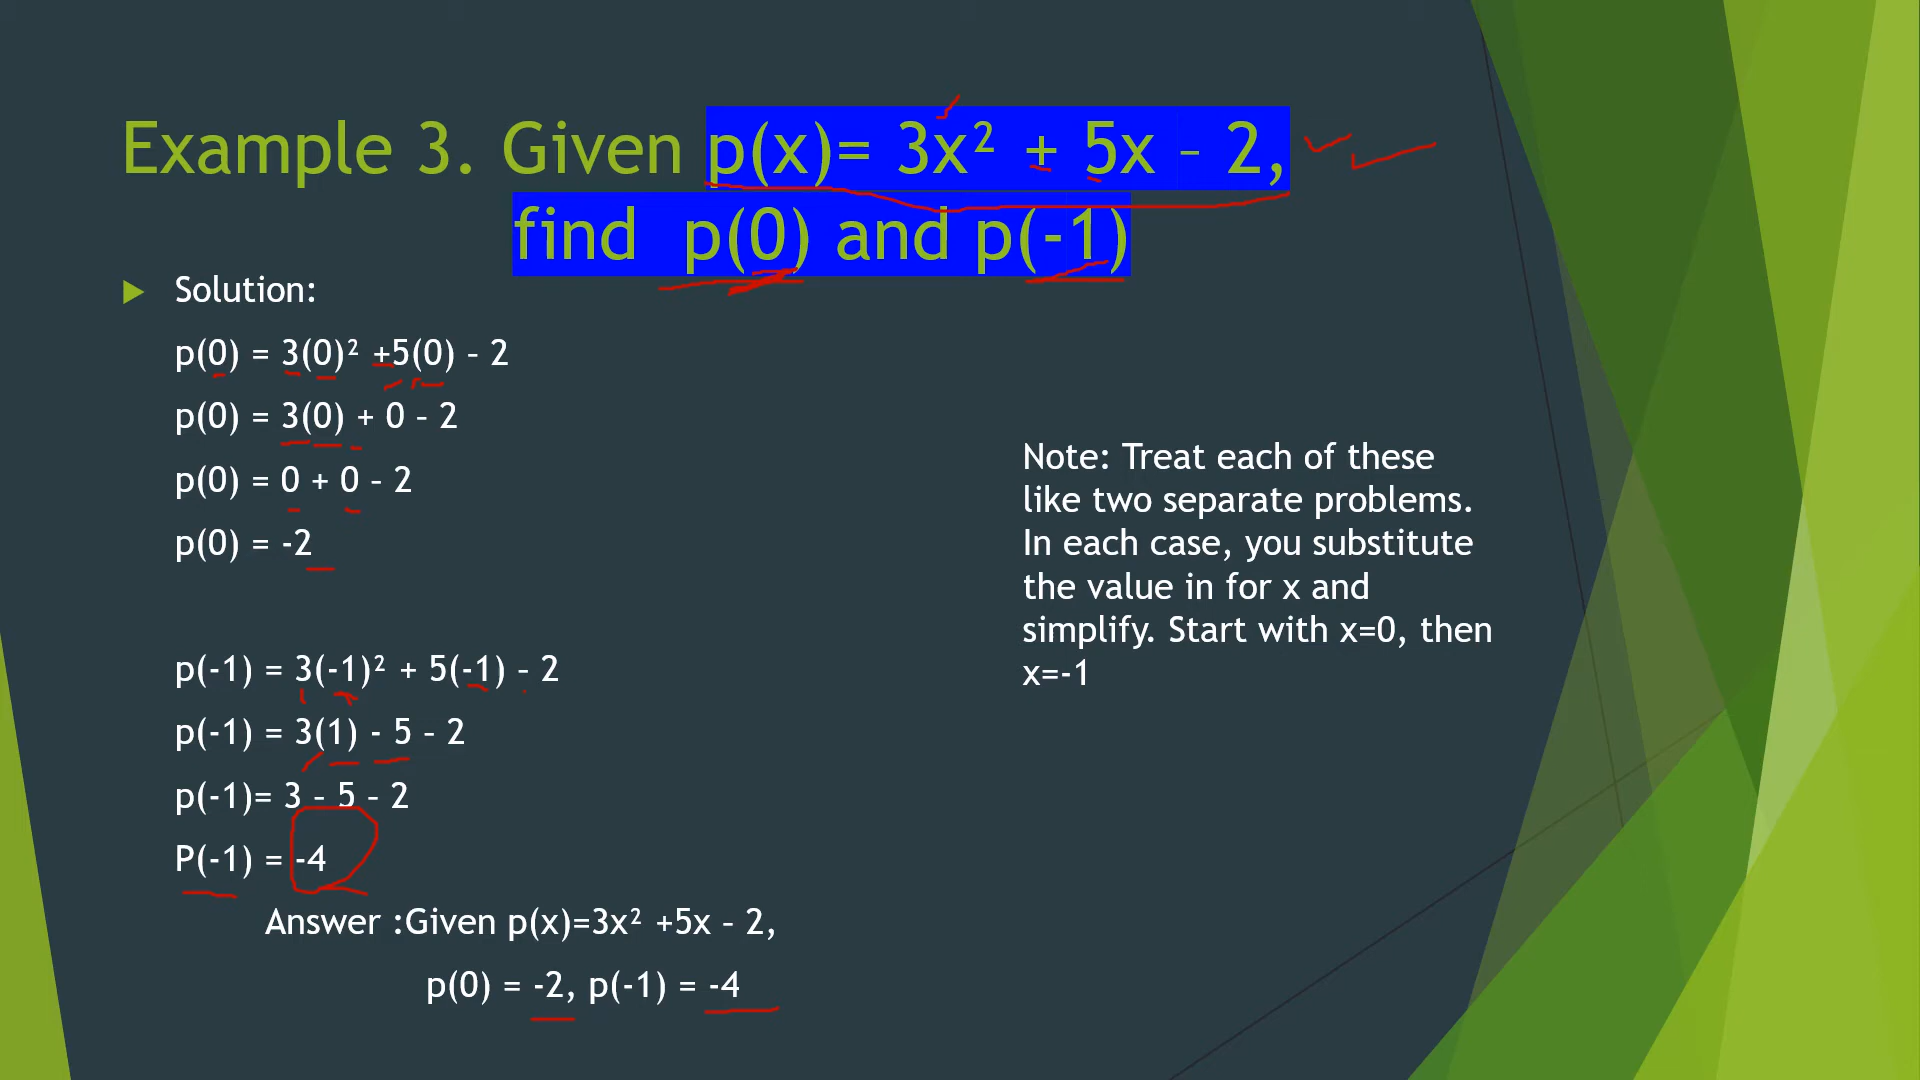 Example 3. Given p(x)= 3x² + 5x – 2,
find p(0) and p(-1)
Solution:
p(0) = 3(0)² +5(0) – 2
p(0) = 3(0) + 0 – 2
p(0) = 0 + 0 – 2
p(0) = -2
p(-1) = 3(-1)² + 5(-1) – 2
p(-1) = 3(1) - 5 – 2
p(-1)= 3 – 5 – 2
P(-1) = -4
Answer :Given p(x)=3x² +5x – 2,
p(0) = -2, p(-1) = -4
Note: Treat each of these
like two separate problems.
In each case, you substitute
the value in for x and
simplify. Start with x=0, then
x=-1